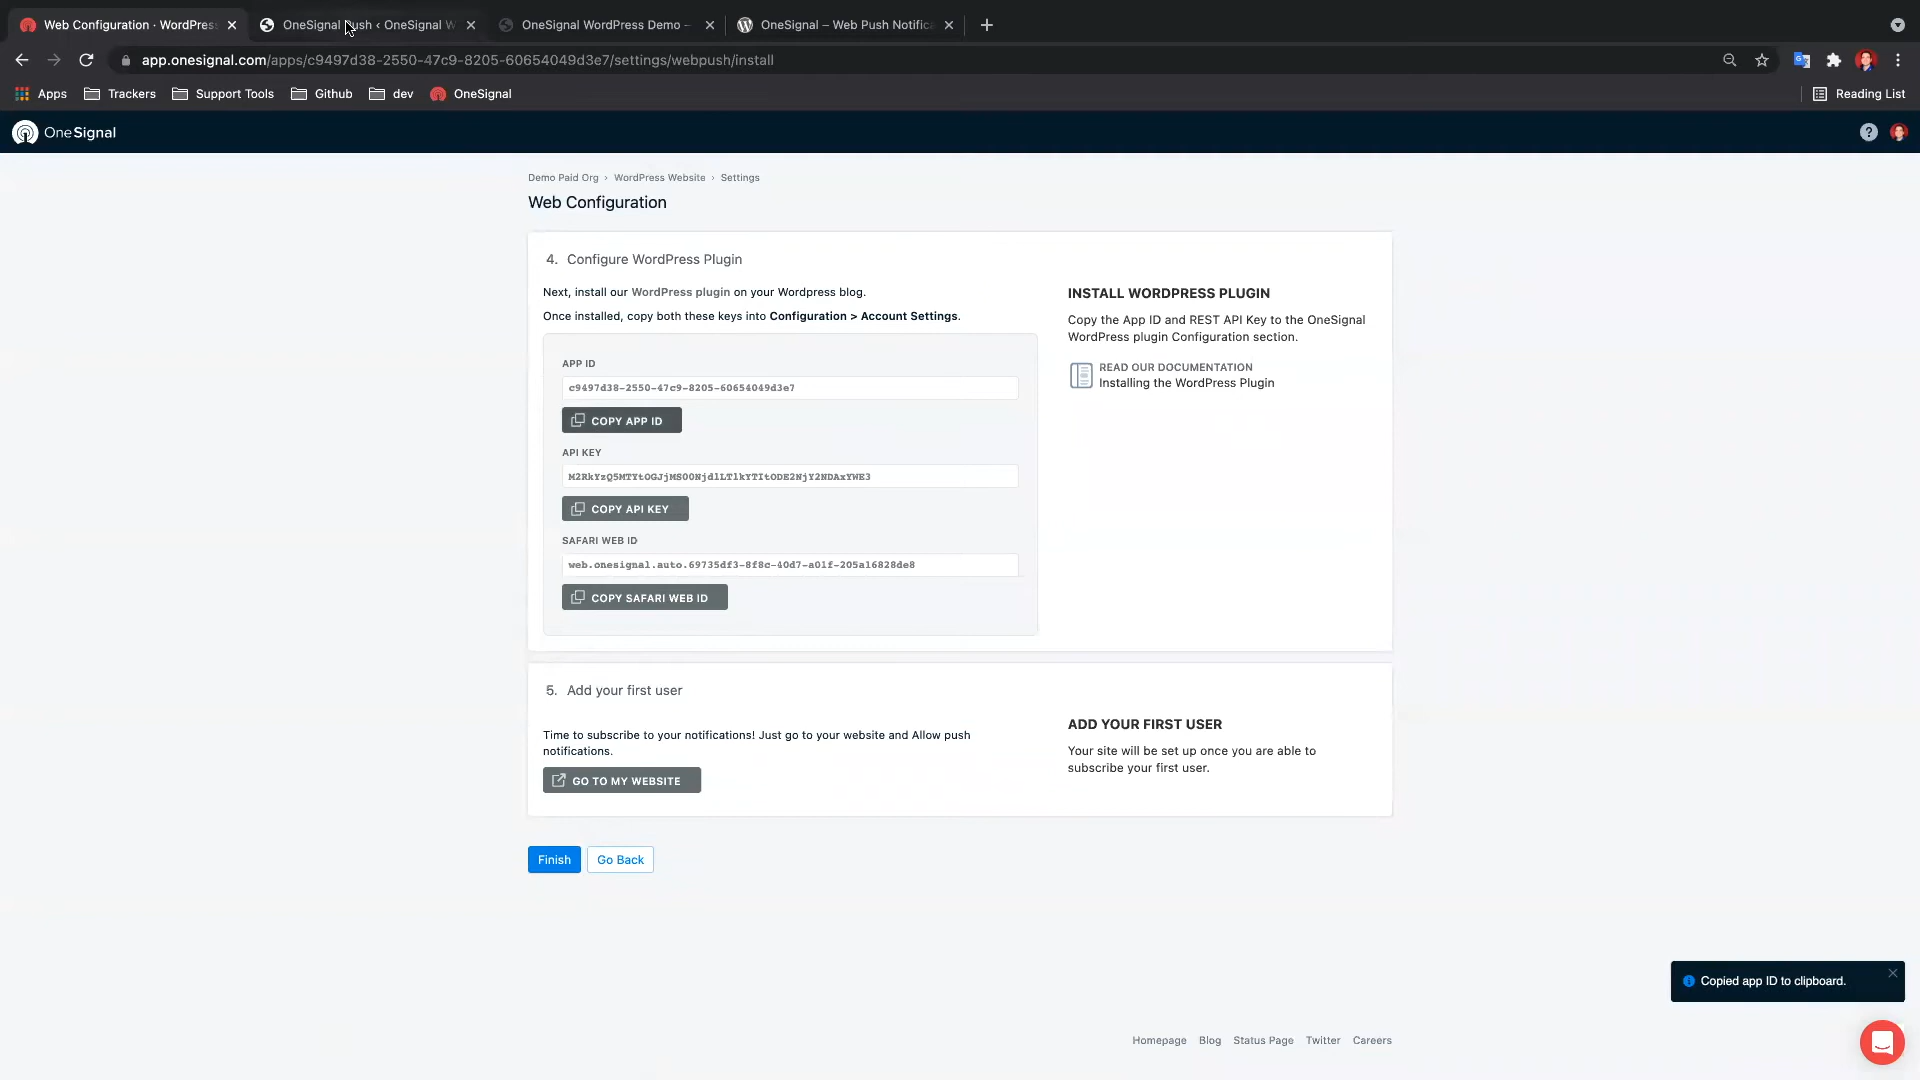 Web Configuration · WordPress
OneSignal Push ‹ OneSignal W
OneSignal WordPress Demo –
OneSignal – Web Push Notifica
app.onesignal.com/apps/c9497d38-2550-47c9-8205-60654049d3e7/settings/webpush/install
Apps
Trackers
Support Tools
Github
dev
OneSignal
Reading List
OneSignal
?
Demo Paid Org › WordPress Website › Settings
Web Configuration
4. Configure WordPress Plugin
Next, install our WordPress plugin on your Wordpress blog.
Once installed, copy both these keys into Configuration > Account Settings.
APP ID
c9497d38-2550-47c9-8205-60654049d3e7
COPY APP ID
API KEY
M2RkYzQ5MTYtOGJjMS00NjdlLTlkYTItODE2NjY2NDAxYWE3
COPY API KEY
SAFARI WEB ID
web.onesignal.auto.69735df3-8f8c-40d7-a01f-205a16828de8
COPY SAFARI WEB ID
INSTALL WORDPRESS PLUGIN
Copy the App ID and REST API Key to the OneSignal
WordPress plugin Configuration section.
READ OUR DOCUMENTATION
Installing the WordPress Plugin
5. Add your first user
Time to subscribe to your notifications! Just go to your website and Allow push
notifications.
GO TO MY WEBSITE
ADD YOUR FIRST USER
Your site will be set up once you are able to
subscribe your first user.
Finish
Go Back
Copied app ID to clipboard.
Homepage
Blog
Status Page
Twitter
Careers